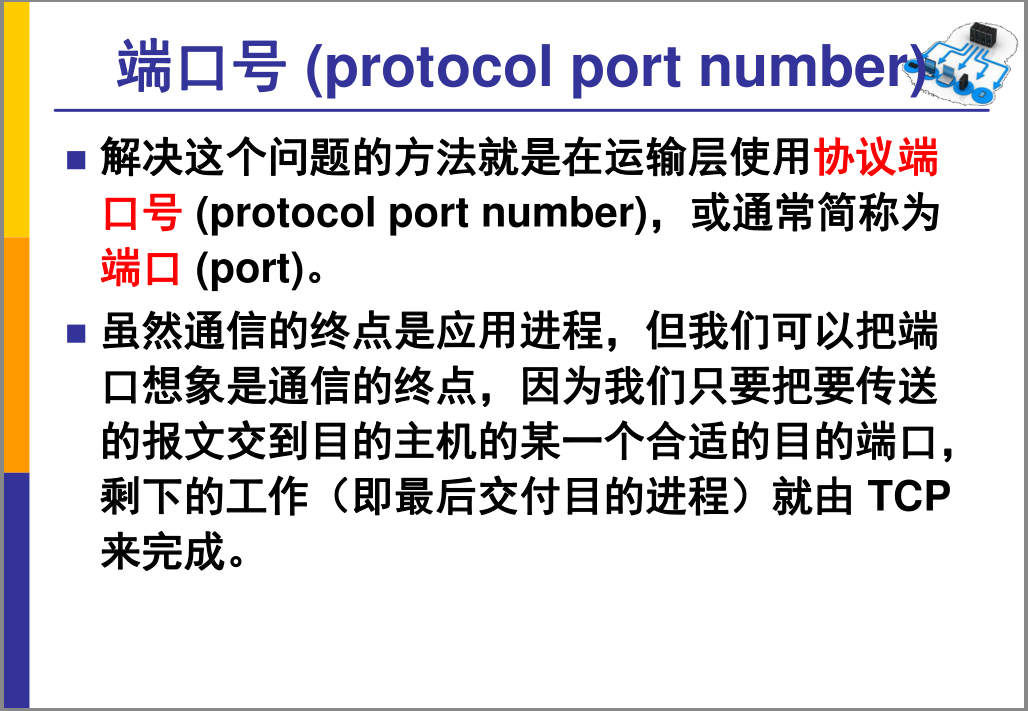 端口号 (protocol port number)
解决这个问题的方法就是在运输层使用协议端
口号 (protocol port number)，或通常简称为
端口 (port)。
虽然通信的终点是应用进程，但我们可以把端
口想象是通信的终点，因为我们只要把要传送
的报文交到目的主机的某一个合适的目的端口，
剩下的工作（即最后交付目的进程）就由 TCP
来完成。